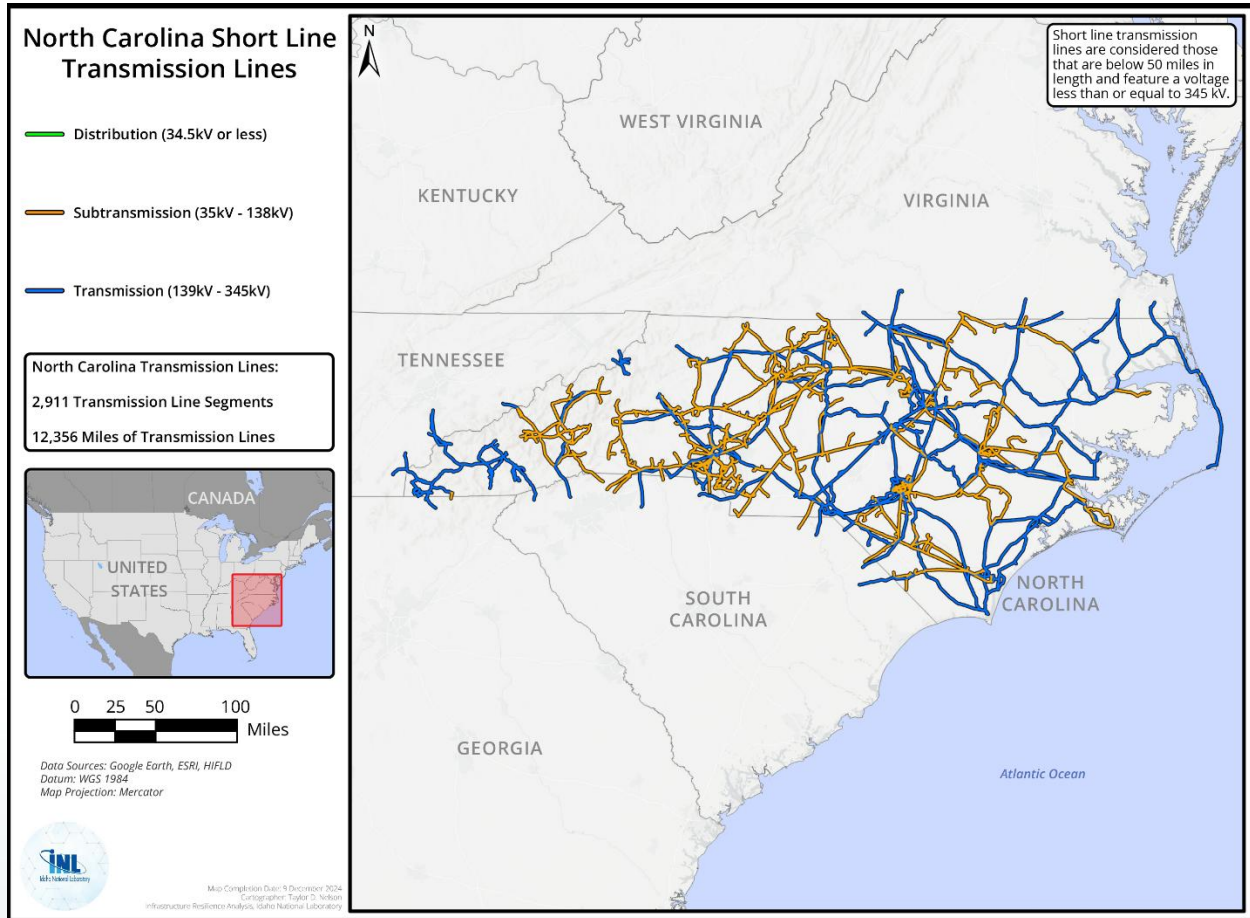 North Carolina Short Line
Transmission Lines
Distribution (34.5kV or less)
Subtransmission (35kV - 138kV)
Transmission (139kV - 345kV)
North Carolina Transmission Lines:
2,911 Transmission Line Segments
12,356 Miles of Transmission Lines
CANADA
UNITED
STATES
0 25 50 100
Miles
Data Sources: Google Earth, ESRI, HIFLD
Datum: WGS 1984
Map Projection: Mercator
INL
Idaho National Laboratory
Map Completion Date: 9 December 2024
Cartographer: Taylor D. Nelson
Infrastructure Resilience Analysis, Idaho National Laboratory
N
Short line transmission
lines are considered those
that are below 50 miles in
length and feature a voltage
less than or equal to 345 kV.
WEST VIRGINIA
KENTUCKY
VIRGINIA
TENNESSEE
NORTH
CAROLINA
SOUTH
CAROLINA
GEORGIA
Atlantic Ocean